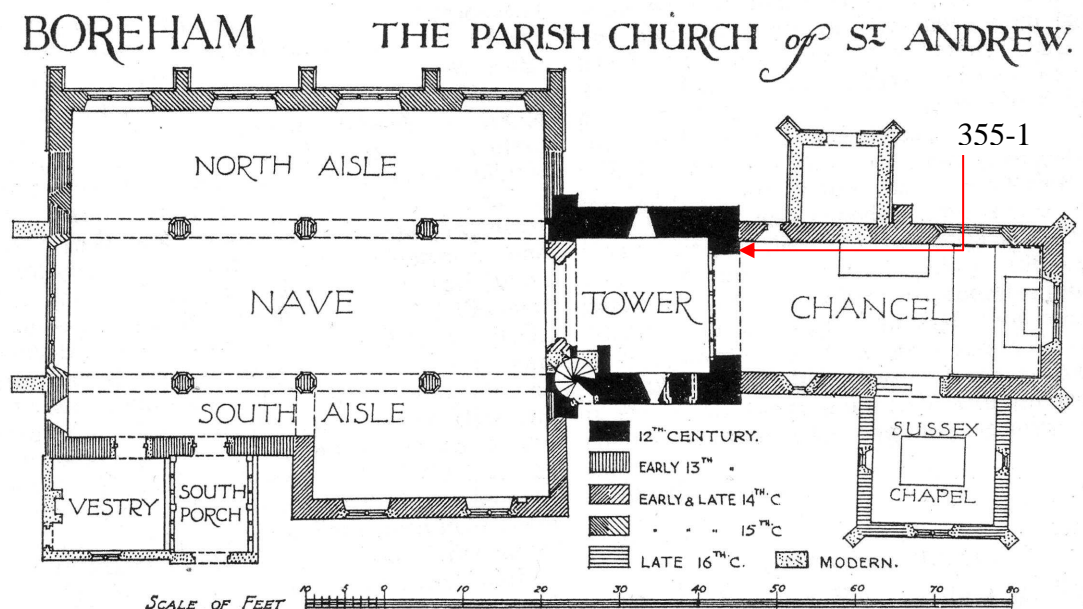 BOREHAM THE PARISH CHURCH of ST ANDREW.
355-1
NORTH AISLE
NAVE
TOWER
CHANCEL
SOUTH AISLE
SUSSEX
CHAPEL
VESTRY
SOUTH
PORCH
12TH CENTURY.
EARLY 13TH "
EARLY & LATE 14TH C
" " " 15TH C
LATE 16TH C. MODERN.
SCALE OF FEET 10 5 0 10 20 30 40 50 60 70 80